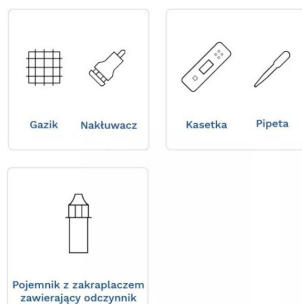 Gazik Nakłuwacz Kasetka Pipeta
Pojemnik z zakraplaczem
zawierający odczynnik